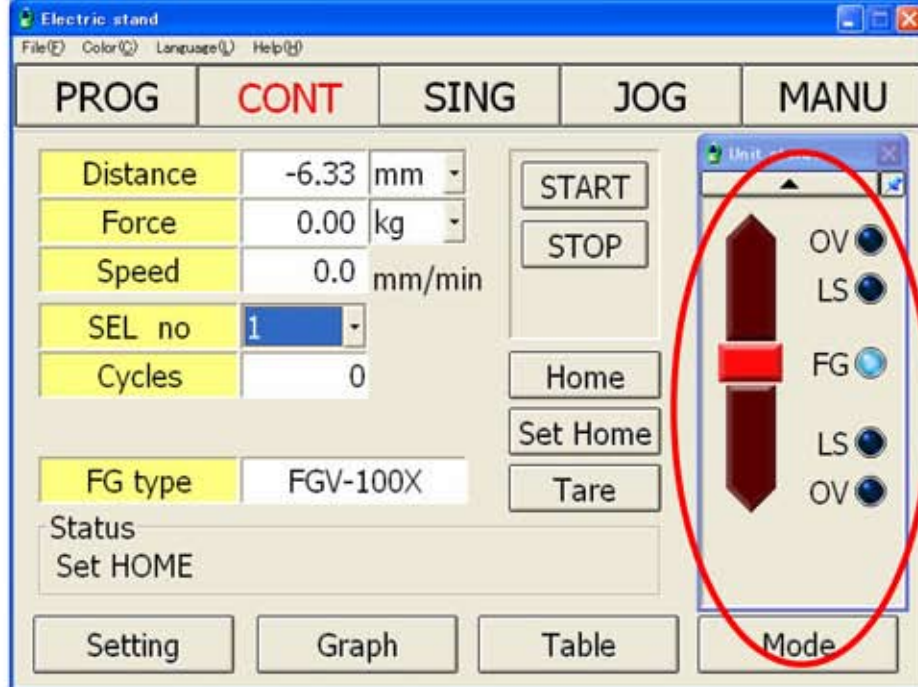 Electric stand
File(F) Color(C) Language(L) Help(H)
PROG CONT SING JOG MANU
Distance -6.33 mm
Force 0.00 kg
Speed 0.0 mm/min
SEL no 1
Cycles 0
FG type FGV-100X
Status
Set HOME
START
STOP
Home
Set Home
Tare
Unit
OV
LS
FG
LS
OV
Setting Graph Table Mode